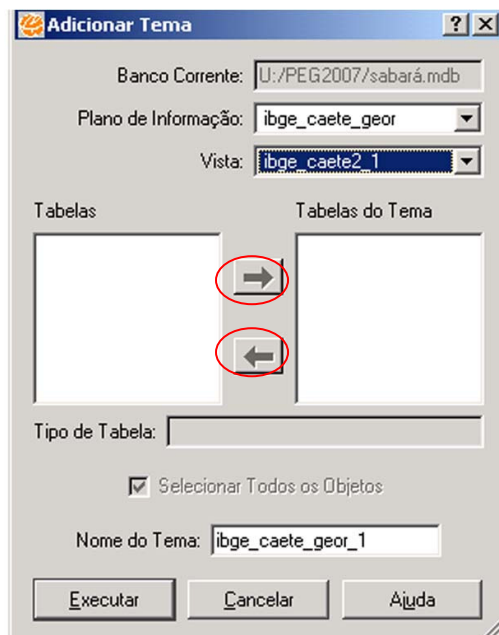 Adicionar Tema
Banco Corrente: U:/PEG2007/sabará.mdb
Plano de Informação: ibge_caete_geor
Vista: ibge_caete2_1
Tabelas Tabelas do Tema
Tipo de Tabela:
Selecionar Todos os Objetos
Nome do Tema: ibge_caete_geor_1
Executar Cancelar Ajuda